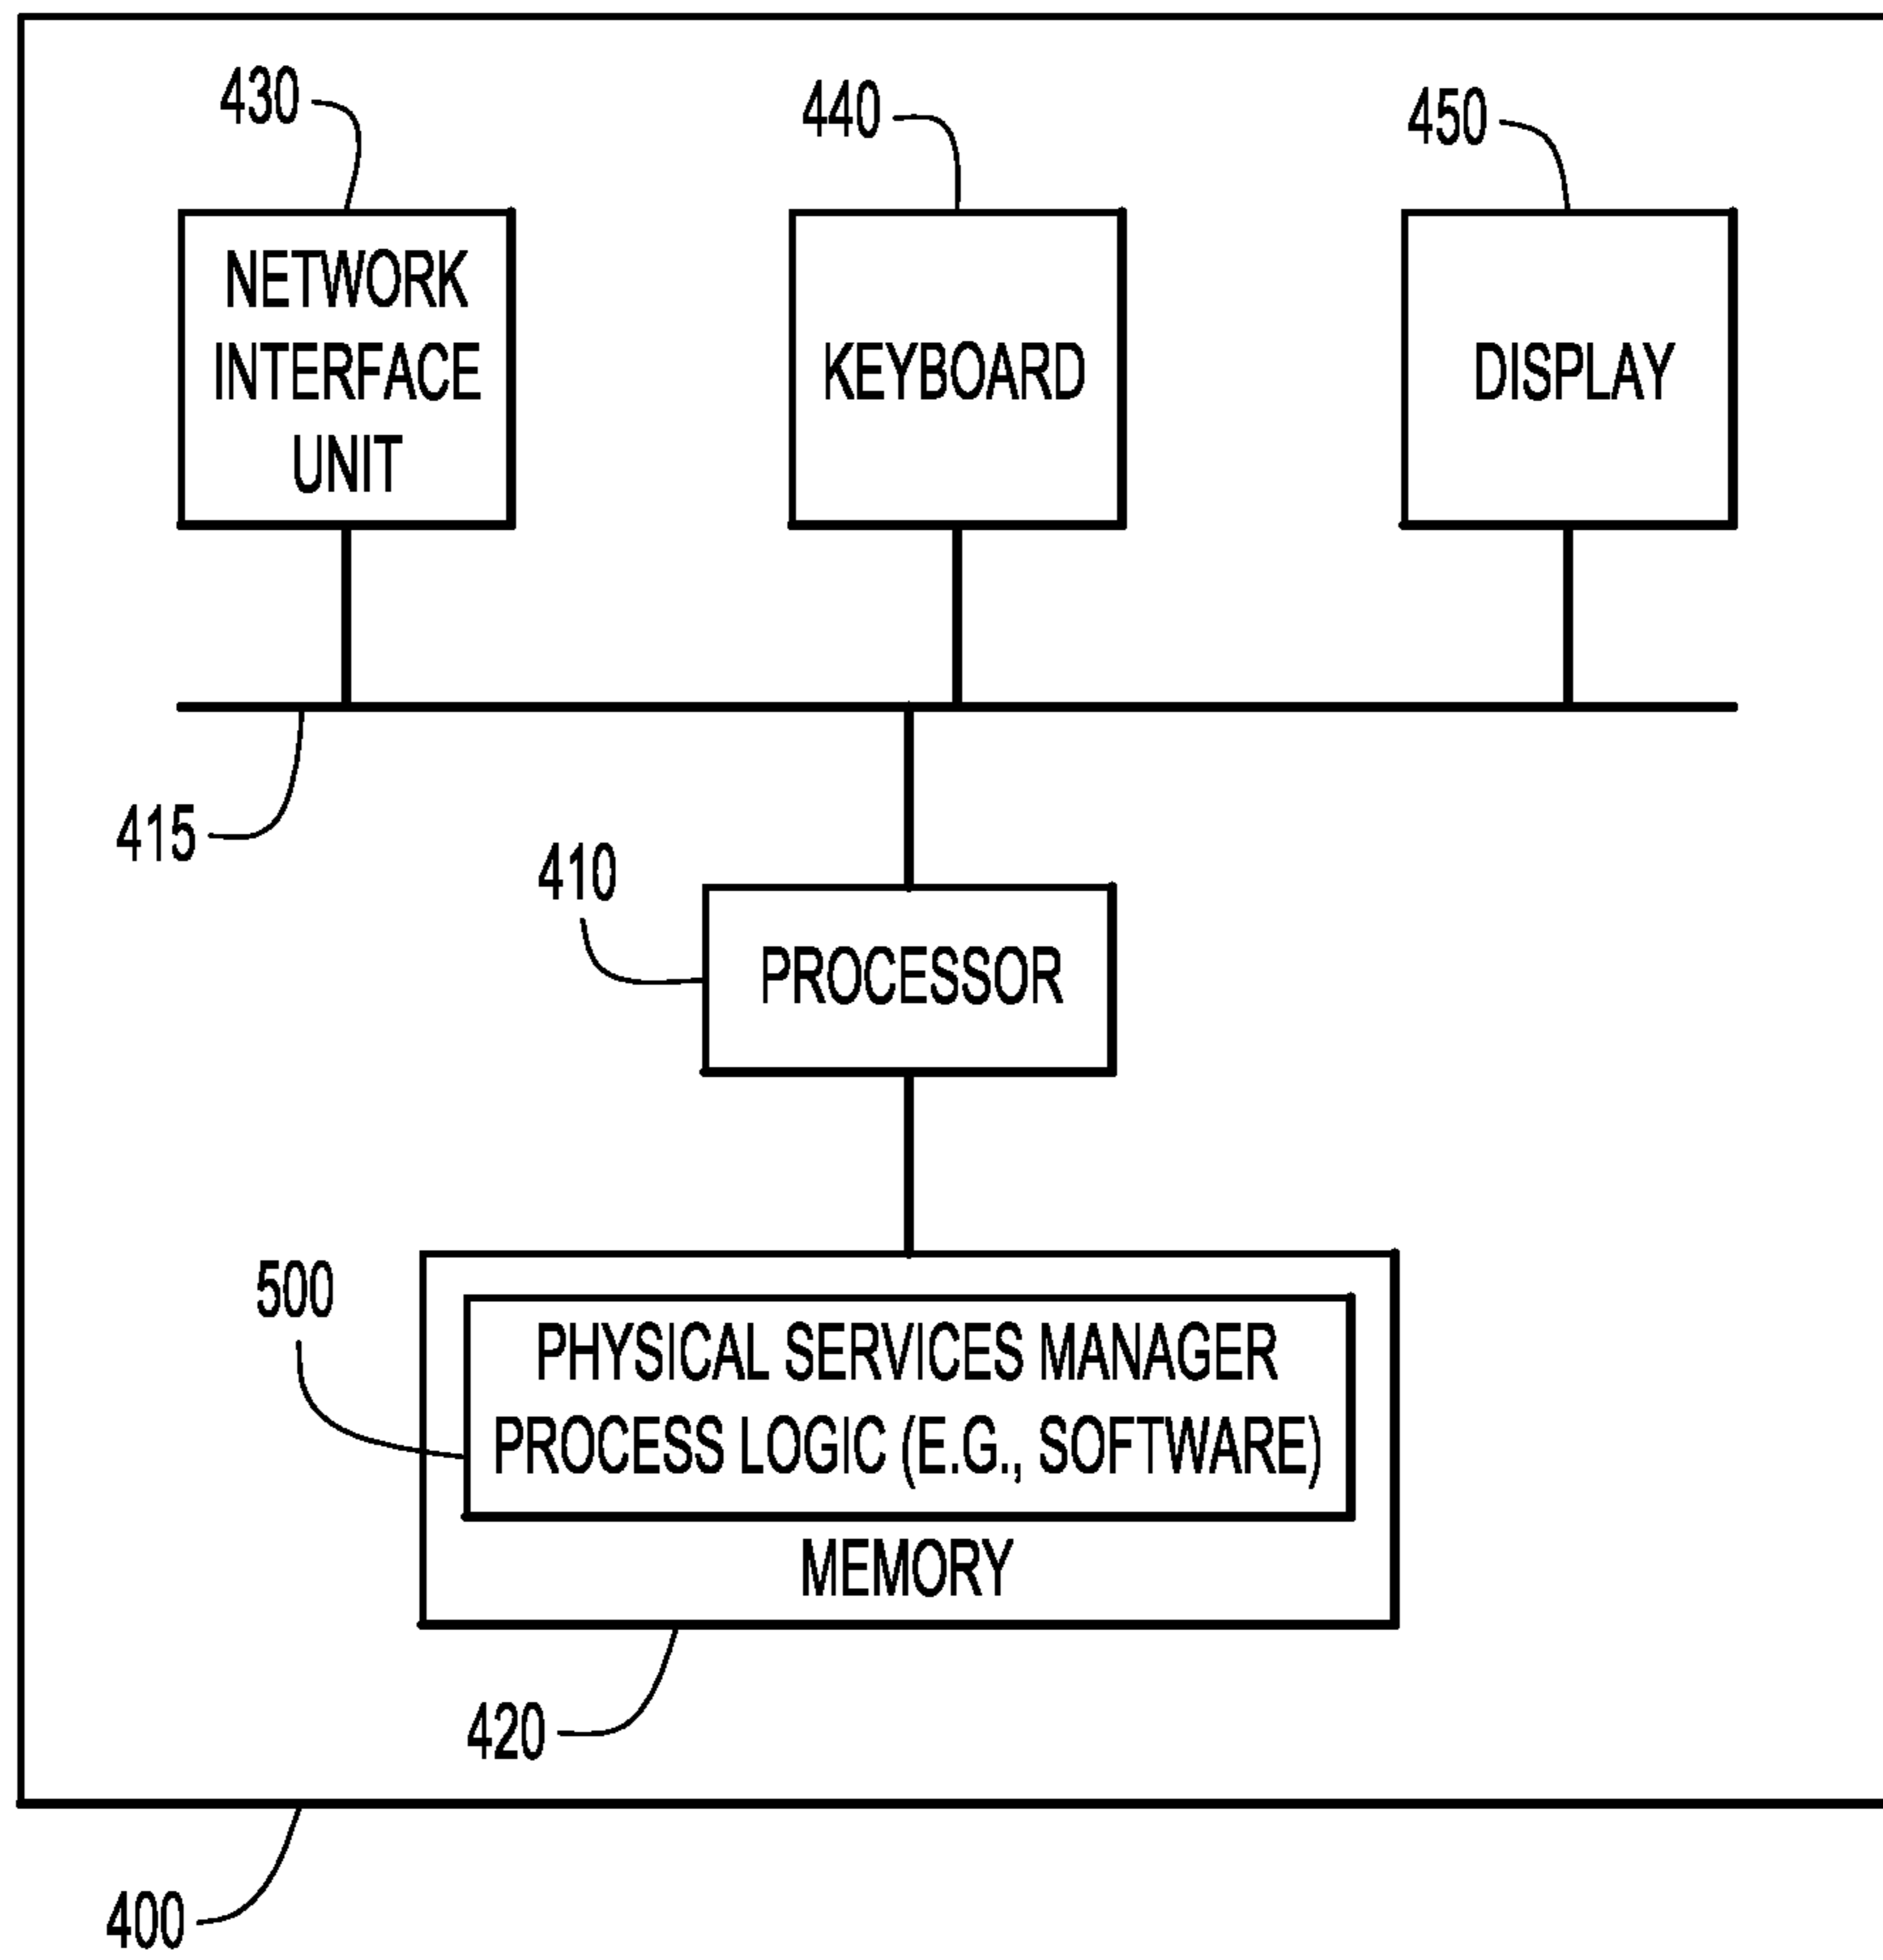 430
440
450
NETWORK
INTERFACE
UNIT
KEYBOARD
DISPLAY
415
410
PROCESSOR
500
PHYSICAL SERVICES MANAGER
PROCESS LOGIC (E.G., SOFTWARE)
MEMORY
420
400